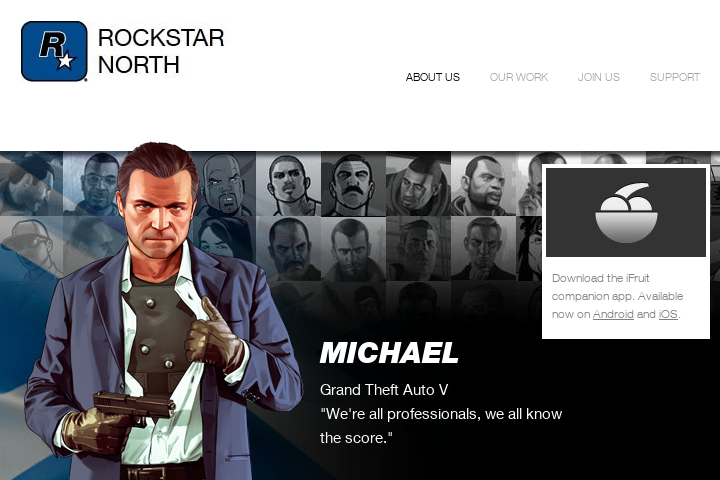 R
ROCKSTAR
NORTH
ABOUT US
OUR WORK
JOIN US
SUPPORT
Download the iFruit
companion app. Available
now on Android and iOS.
MICHAEL
Grand Theft Auto V
"We're all professionals, we all know
the score."